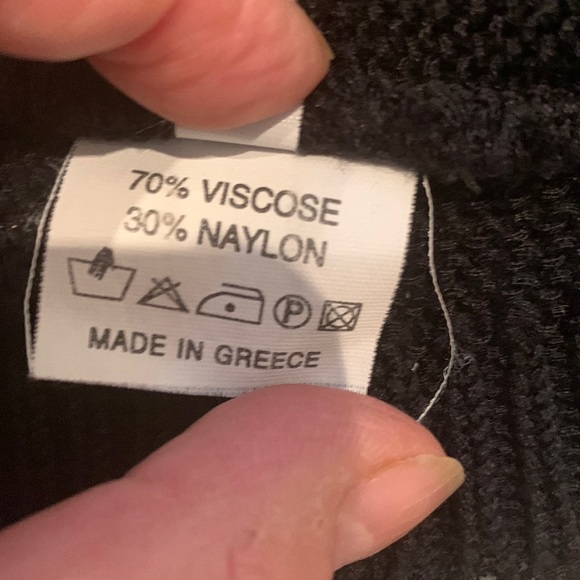 70% VISCOSE
30% NAYLON
P
MADE IN GREECE